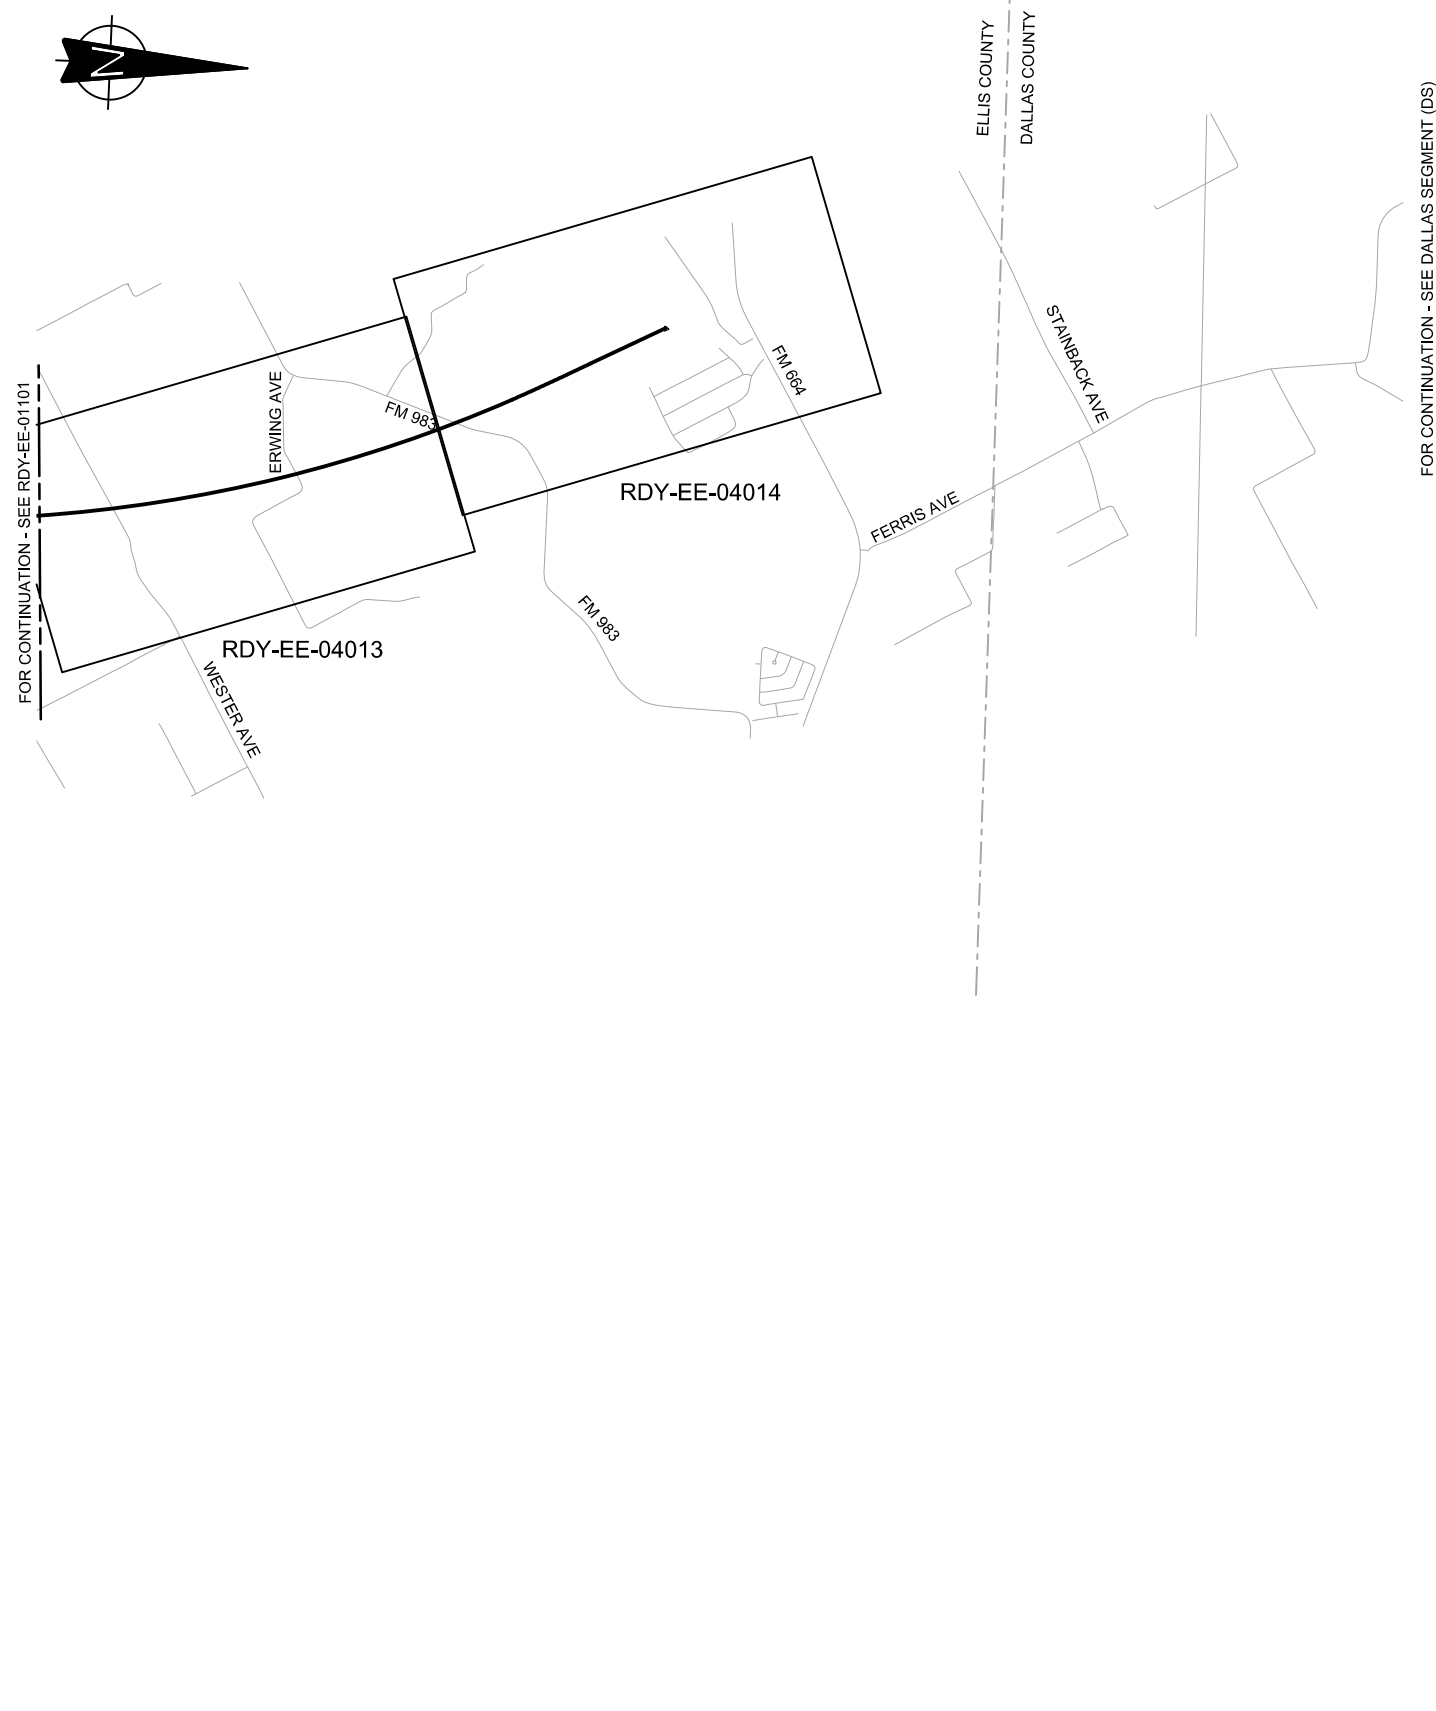 N
ELLIS COUNTY
DALLAS COUNTY
FOR CONTINUATION - SEE DALLAS SEGMENT (DS)
STAINBACK AVE
FM 664
ERWING AVE
FM 983
FOR CONTINUATION - SEE RDY-EE-01101
RDY-EE-04014
FERRIS AVE
FM 983
RDY-EE-04013
WESTER AVE